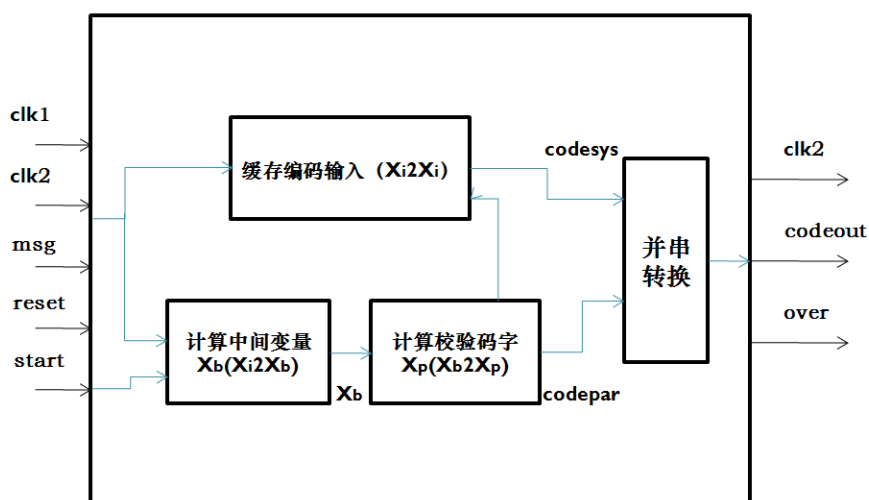 clk1
clk2
msg
reset
start
缓存编码输入（Xi2Xi）
codesys
计算中间变量
Xb(Xi2Xb)
Xb
计算校验码字
Xp(Xb2Xp)
codepar
并串
转换
clk2
codeout
over